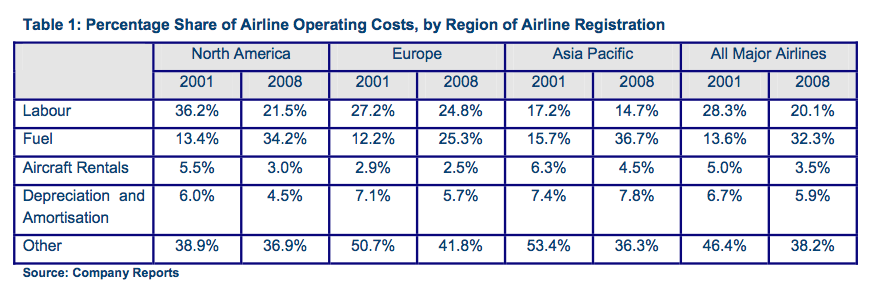 Table 1: Percentage Share of Airline Operating Costs, by Region of Airline Registration
North America Europe Asia Pacific All Major Airlines
2001 2008 2001 2008 2001 2008 2001 2008
Labour 36.2% 21.5% 27.2% 24.8% 17.2% 14.7% 28.3% 20.1%
Fuel 13.4% 34.2% 12.2% 25.3% 15.7% 36.7% 13.6% 32.3%
Aircraft Rentals 5.5% 3.0% 2.9% 2.5% 6.3% 4.5% 5.0% 3.5%
Depreciation and 6.0% 4.5% 7.1% 5.7% 7.4% 7.8% 6.7% 5.9%
Amortisation
Other 38.9% 36.9% 50.7% 41.8% 53.4% 36.3% 46.4% 38.2%
Source: Company Reports